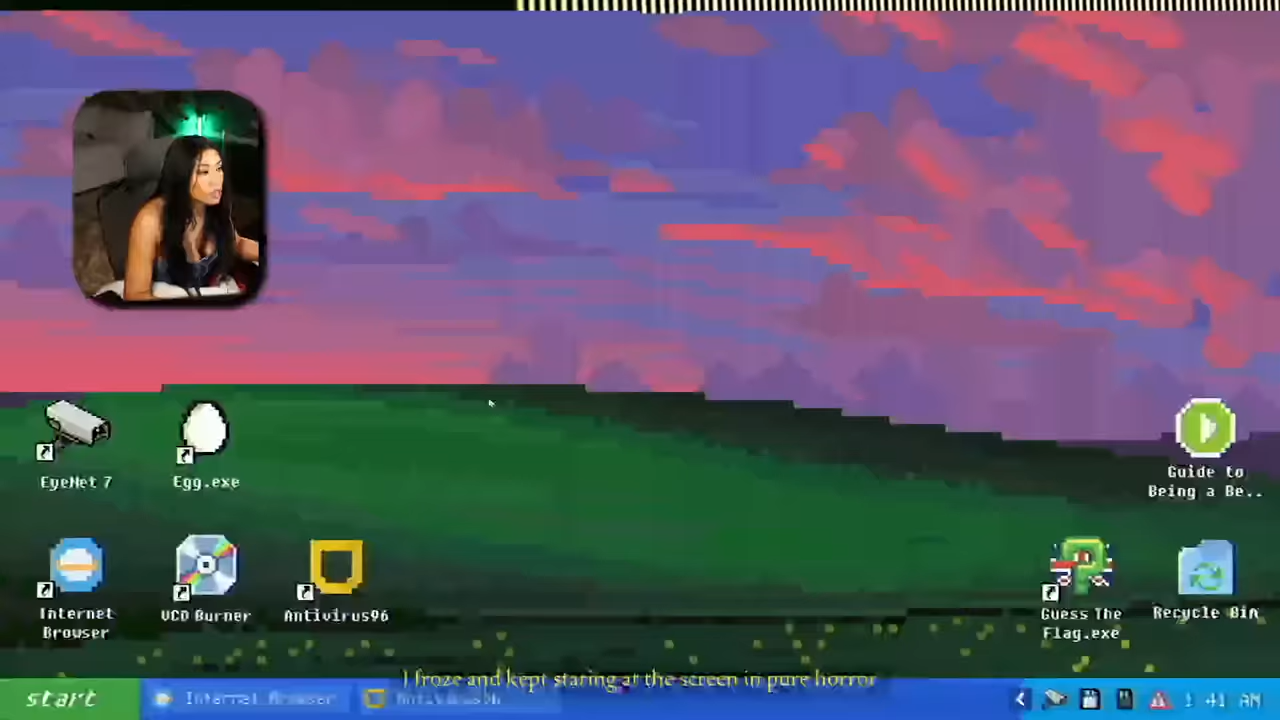 EyeNet 7
Egg.exe
Guide to
Being a Be..
Internet
Browser
VCD Burner
Antivirus96
Guess The
Flag.exe
Recycle Bin
I froze and kept staring at the screen in pure horror
start
Internet Browser
Antivirus96
1:41 AM